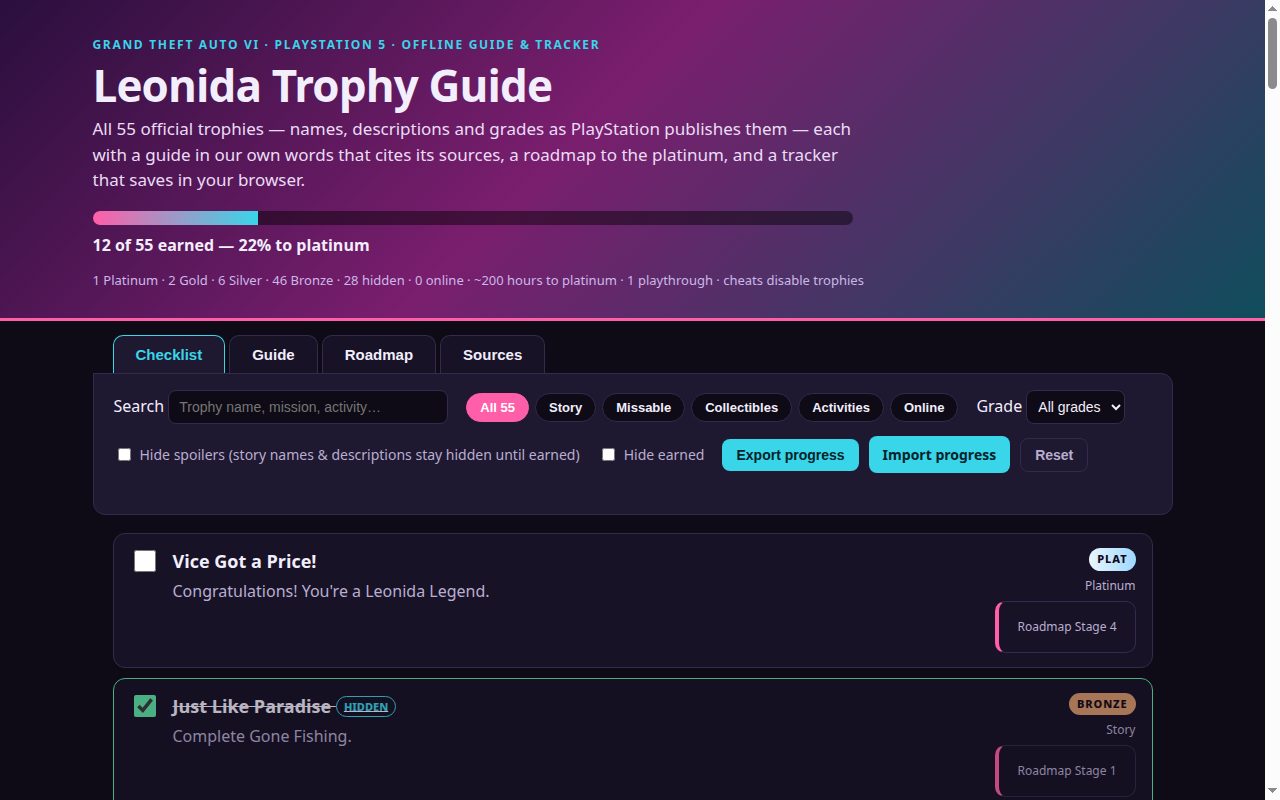 GRAND THEFT AUTO VI · PLAYSTATION 5 · OFFLINE GUIDE & TRACKER
Leonida Trophy Guide
All 55 official trophies — names, descriptions and grades as PlayStation publishes them — each
with a guide in our own words that cites its sources, a roadmap to the platinum, and a tracker
that saves in your browser.
12 of 55 earned — 22% to platinum
1 Platinum · 2 Gold · 6 Silver · 46 Bronze · 28 hidden · 0 online · ~200 hours to platinum · 1 playthrough · cheats disable trophies
Checklist Guide Roadmap Sources
Search Trophy name, mission, activity… All 55 Story Missable Collectibles Activities Online Grade All grades
Hide spoilers (story names & descriptions stay hidden until earned) Hide earned Export progress Import progress Reset
Vice Got a Price! PLAT
Congratulations! You're a Leonida Legend. Platinum
Roadmap Stage 4
Just Like Paradise HIDDEN BRONZE
Complete Gone Fishing. Story
Roadmap Stage 1